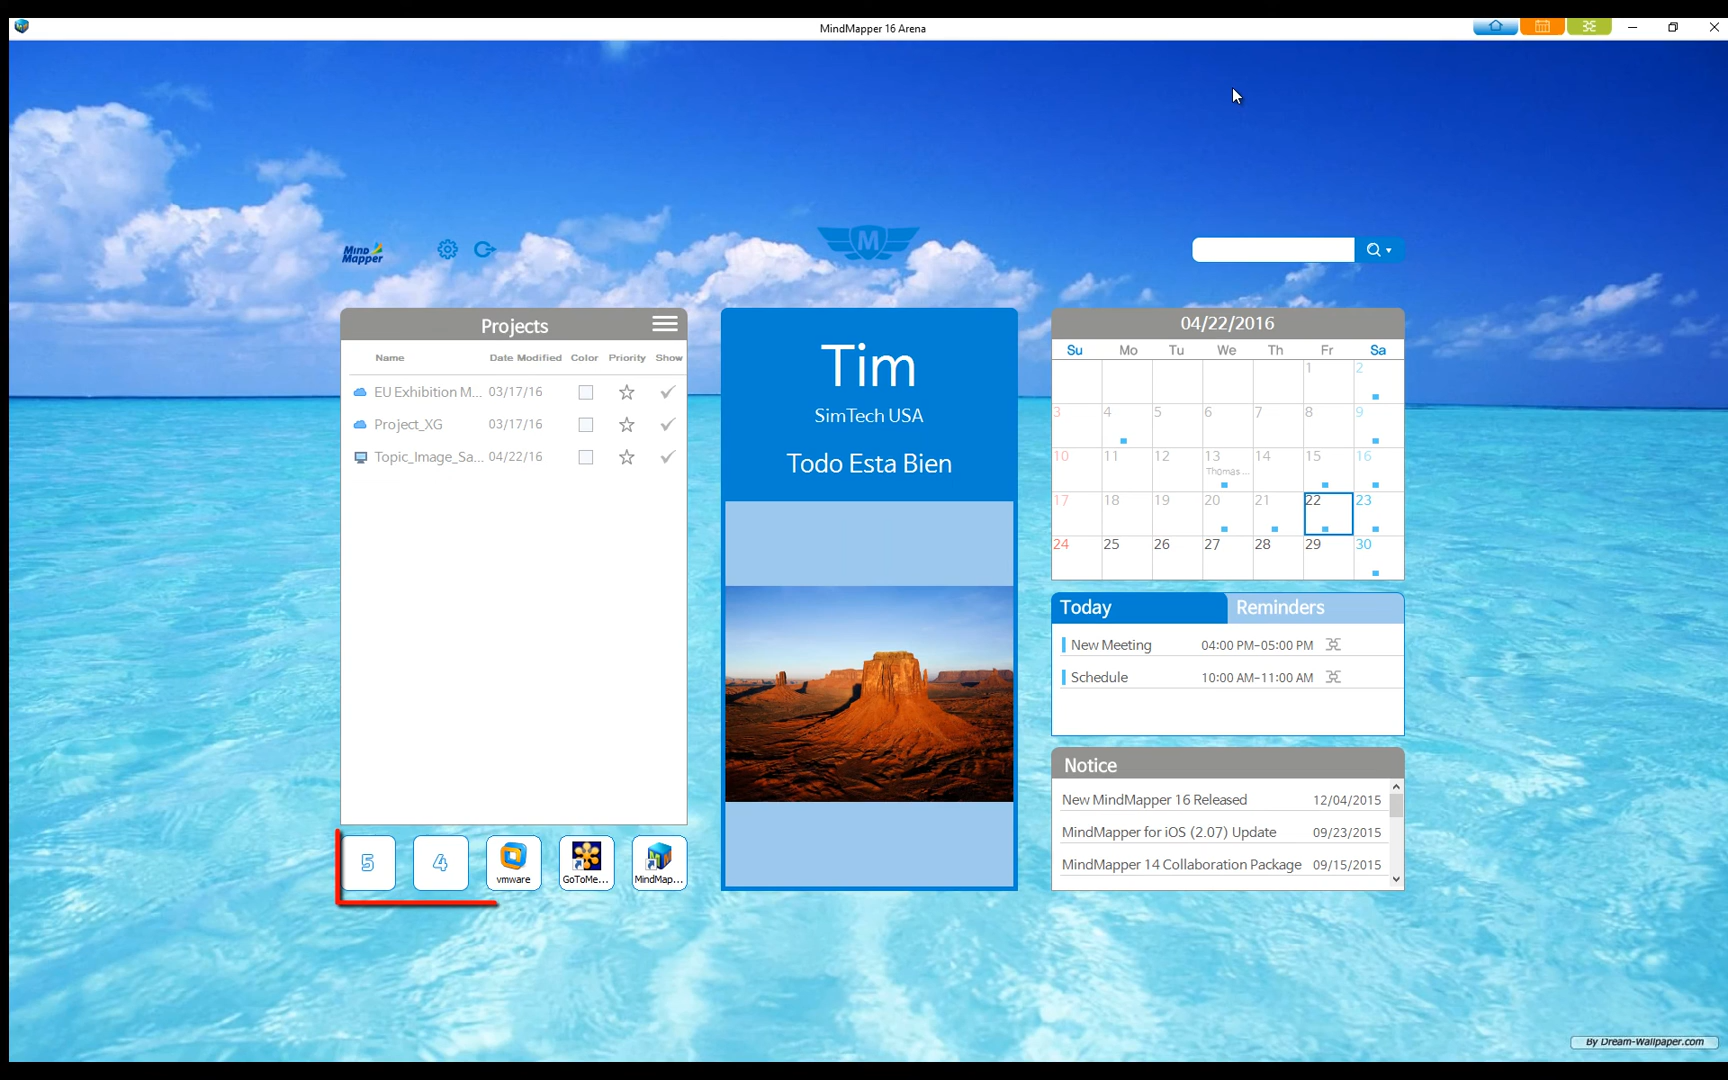 MindMapper 16 Arena
Mind
Mapper
M
Projects
Name Date Modified Color Priority Show
EU Exhibition M... 03/17/16
Project_XG 03/17/16
Topic_Image_Sa... 04/22/16
5
4
vmware
GoToMe...
MindMap...
Tim
SimTech USA
Todo Esta Bien
04/22/2016
Su Mo Tu We Th Fr Sa
1 2
3 4 5 6 7 8 9
10 11 12 13 14 15 16
Thomas ...
17 18 19 20 21 22 23
24 25 26 27 28 29 30
Today Reminders
New Meeting 04:00 PM-05:00 PM
Schedule 10:00 AM-11:00 AM
Notice
New MindMapper 16 Released 12/04/2015
MindMapper for iOS (2.07) Update 09/23/2015
MindMapper 14 Collaboration Package 09/15/2015
By Dream-Wallpaper.com